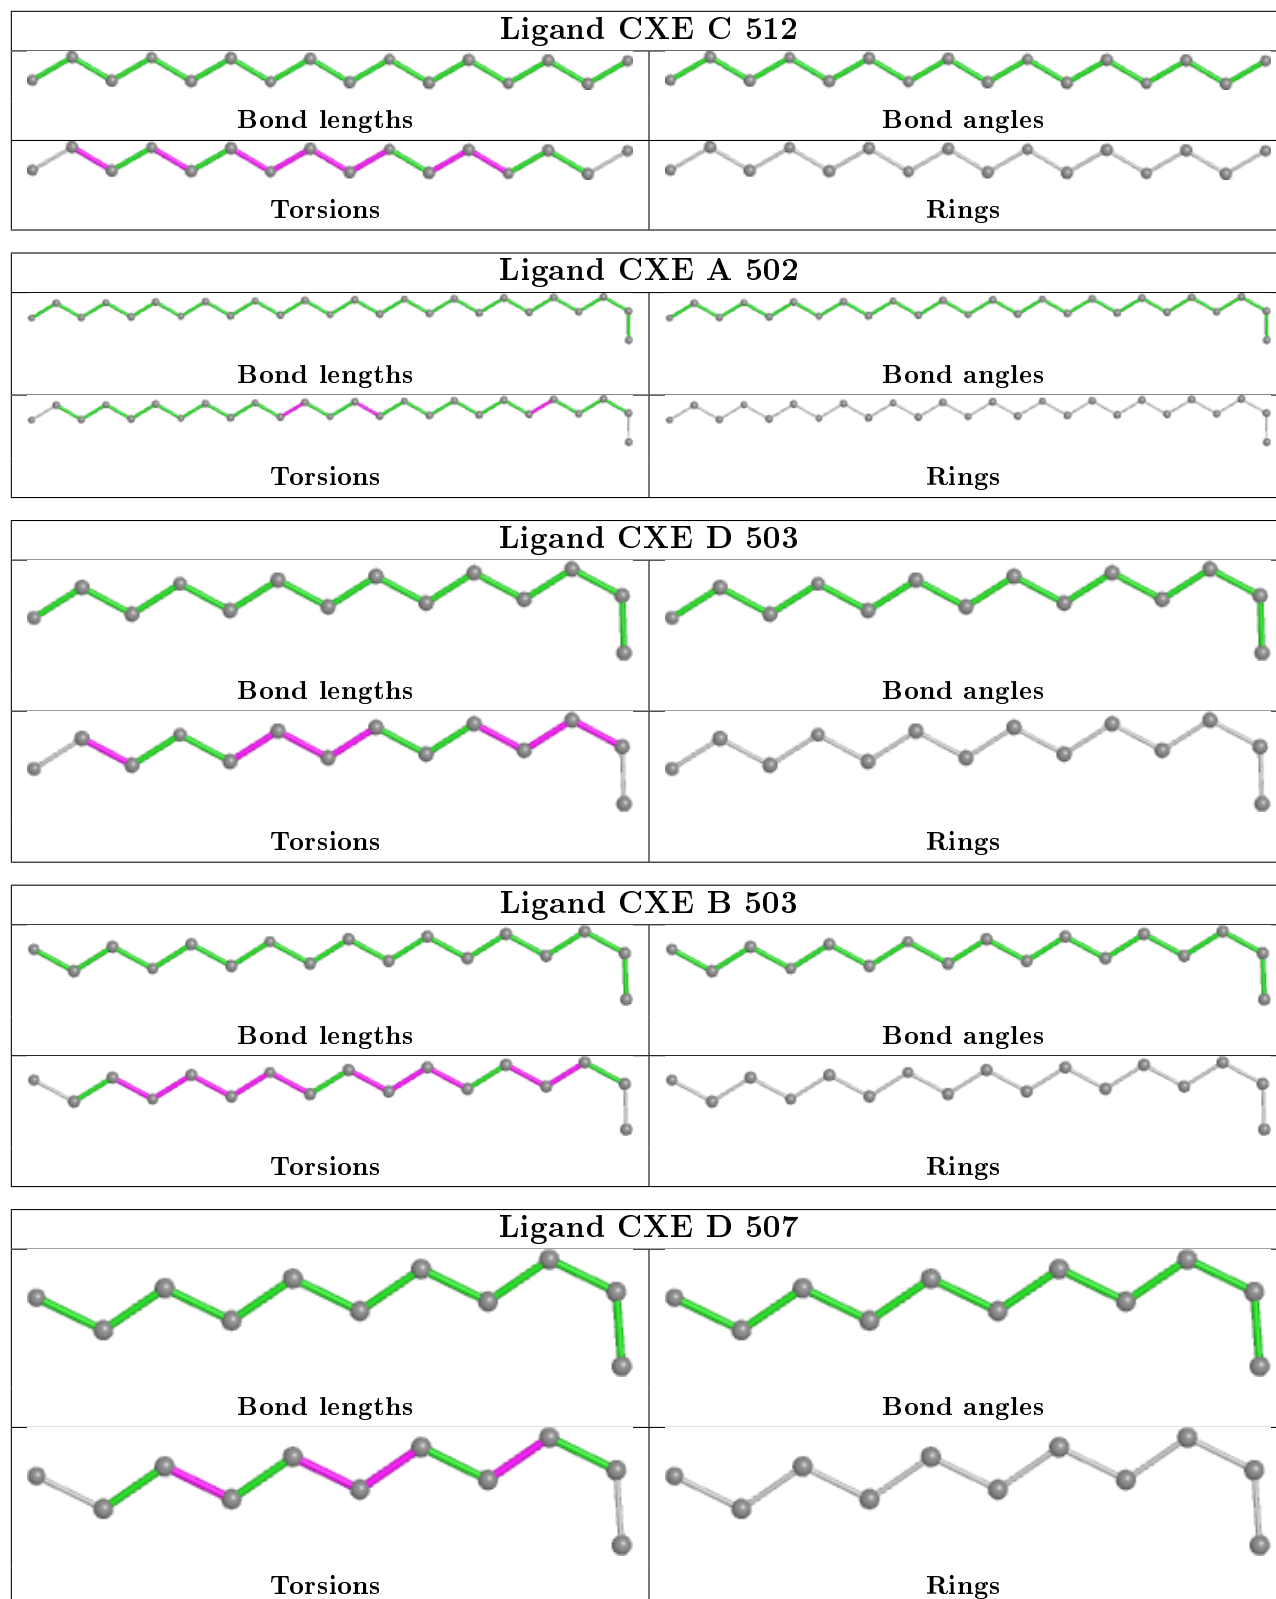 Ligand CXE C 512
Bond lengths Bond angles
Torsions Rings
Ligand CXE A 502
Bond lengths Bond angles
Torsions Rings
Ligand CXE D 503
Bond lengths Bond angles
Torsions Rings
Ligand CXE B 503
Bond lengths Bond angles
Torsions Rings
Ligand CXE D 507
Bond lengths Bond angles
Torsions Rings